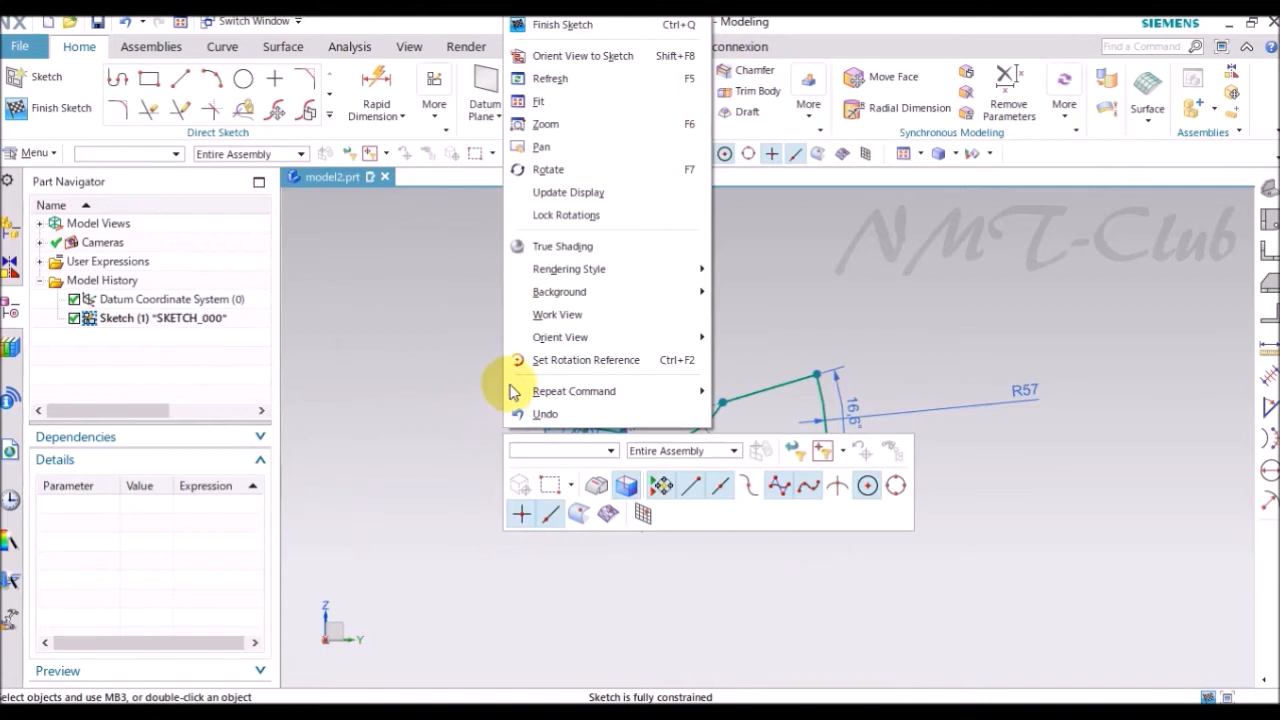 NX Switch Window - Modeling SIEMENS
File Home Assemblies Curve Surface Analysis View Render connexion Find a Command
Sketch
Finish Sketch
Direct Sketch
Rapid Dimension
More
Datum Plane
Chamfer
Trim Body
Draft
More
Move Face
Radial Dimension
Remove Parameters
More
Synchronous Modeling
Surface
Assemblies
Menu Entire Assembly
Part Navigator
Name
Model Views
Cameras
User Expressions
Model History
Datum Coordinate System (0)
Sketch (1) "SKETCH_000"
Dependencies
Details
Parameter Value Expression
Preview
model2.prt
Finish Sketch Ctrl+Q
Orient View to Sketch Shift+F8
Refresh F5
Fit
Zoom F6
Pan
Rotate F7
Update Display
Lock Rotations
True Shading
Rendering Style
Background
Work View
Orient View
Set Rotation Reference Ctrl+F2
Repeat Command
Undo
Entire Assembly
NMT-Club
R57
16,6°
Z
Y
elect objects and use MB3, or double-click an object
Sketch is fully constrained